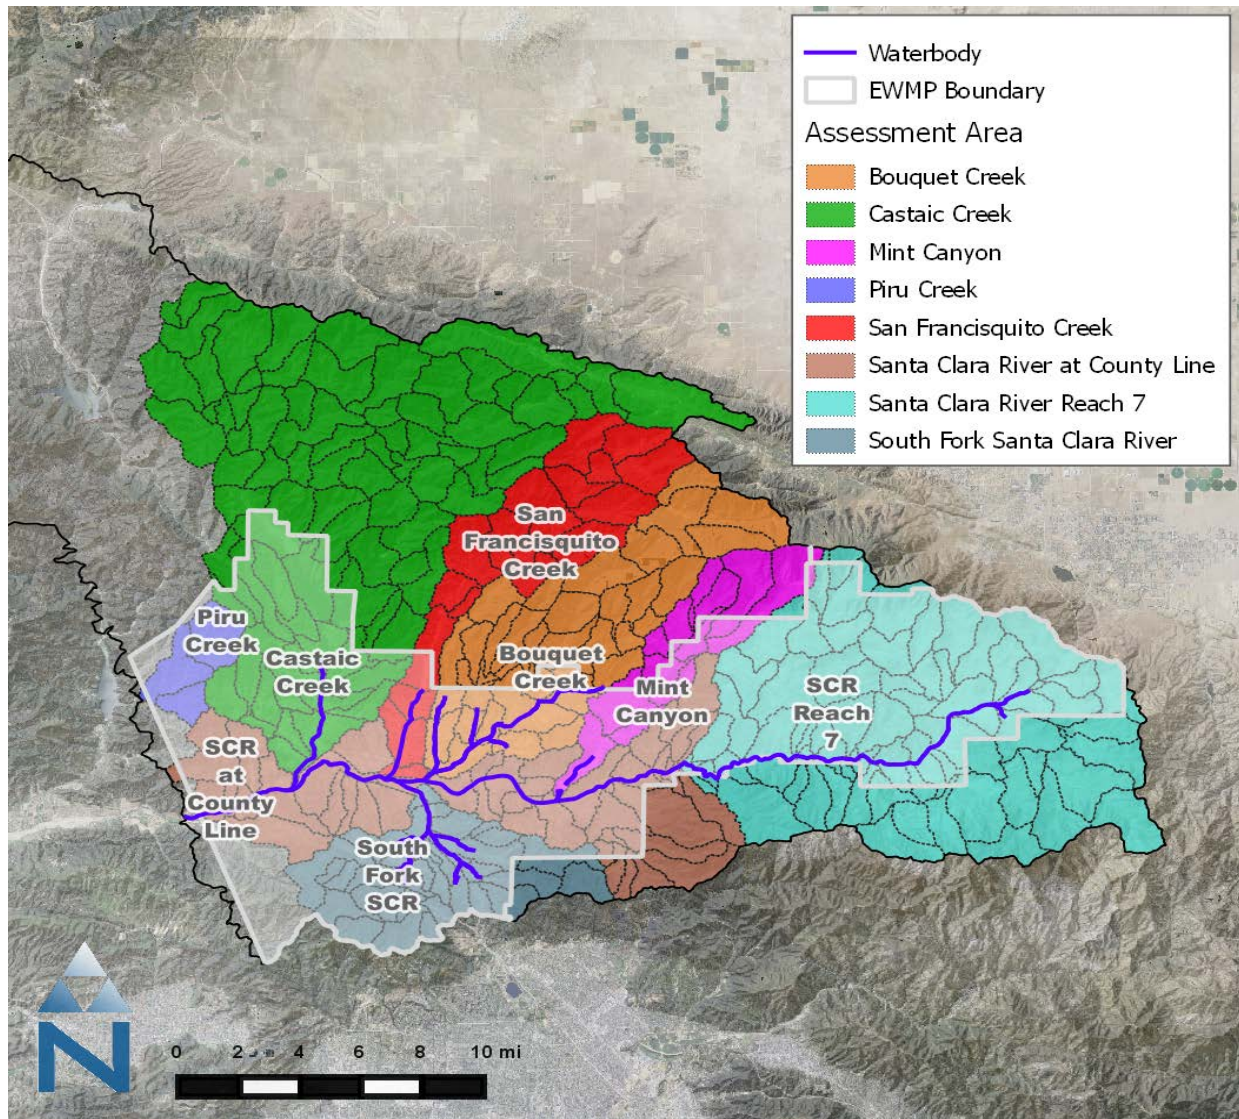 Waterbody
EWMP Boundary
Assessment Area
Bouquet Creek
Castaic Creek
Mint Canyon
Piru Creek
San Francisquito Creek
Santa Clara River at County Line
Santa Clara River Reach 7
South Fork Santa Clara River
San
Francisquito
Creek
Piru
Creek
Castaic
Creek
Bouquet
Creek
Mint
Canyon
SCR
Reach
7
SCR
at
County
Line
South
Fork
SCR
N
0 2 4 6 8 10 mi